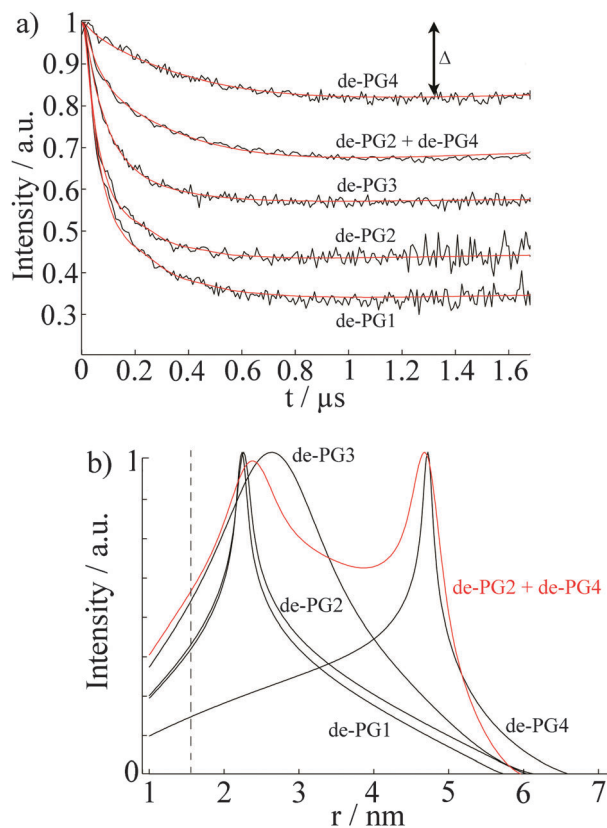 a)
1
0.9
0.8
0.7
0.6
0.5
0.4
0.3
Intensity / a.u.
Δ
de-PG4
de-PG2 + de-PG4
de-PG3
de-PG2
de-PG1
0 0.2 0.4 0.6 0.8 1 1.2 1.4 1.6
t / μs
b)
1
0
Intensity / a.u.
de-PG3
de-PG2
de-PG2 + de-PG4
de-PG1
de-PG4
1 2 3 4 5 6 7
r / nm